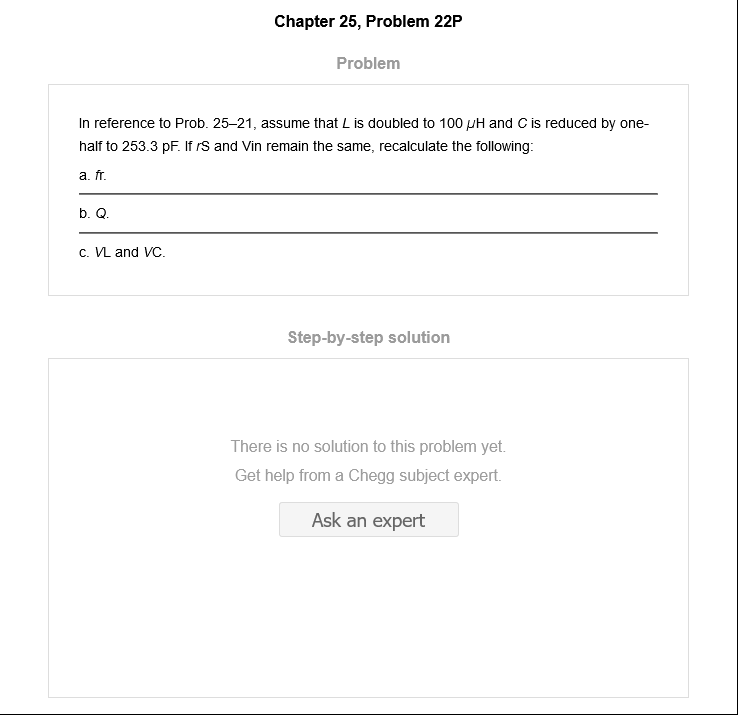 Chapter 25, Problem 22P
Problem
In reference to Prob. 25–21, assume that L is doubled to 100 μH and C is reduced by one-
half to 253.3 pF. If rS and Vin remain the same, recalculate the following:
a. fr.
b. Q.
c. VL and VC.
Step-by-step solution
There is no solution to this problem yet.
Get help from a Chegg subject expert.
Ask an expert